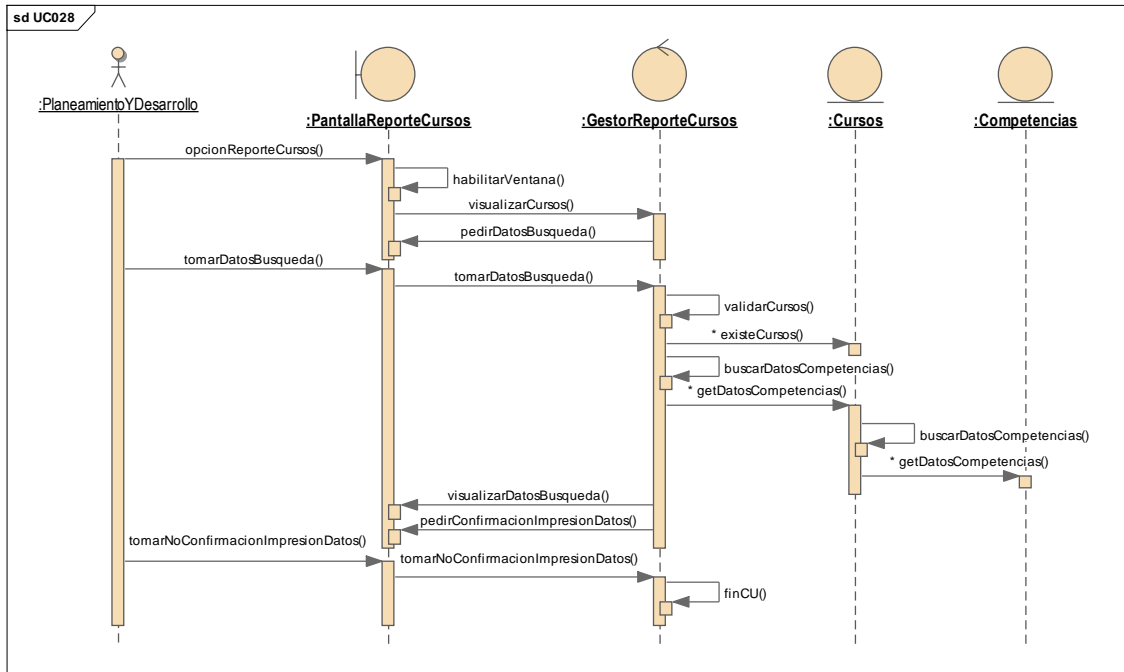 sd UC028
:PlaneamientoYDesarrollo
:PantallaReporteCursos
:GestorReporteCursos
:Cursos
:Competencias
opcionReporteCursos()
habilitarVentana()
visualizarCursos()
pedirDatosBusqueda()
tomarDatosBusqueda()
tomarDatosBusqueda()
validarCursos()
* existeCursos()
buscarDatosCompetencias()
* getDatosCompetencias()
buscarDatosCompetencias()
* getDatosCompetencias()
visualizarDatosBusqueda()
pedirConfirmacionImpresionDatos()
tomarNoConfirmacionImpresionDatos()
tomarNoConfirmacionImpresionDatos()
finCU()